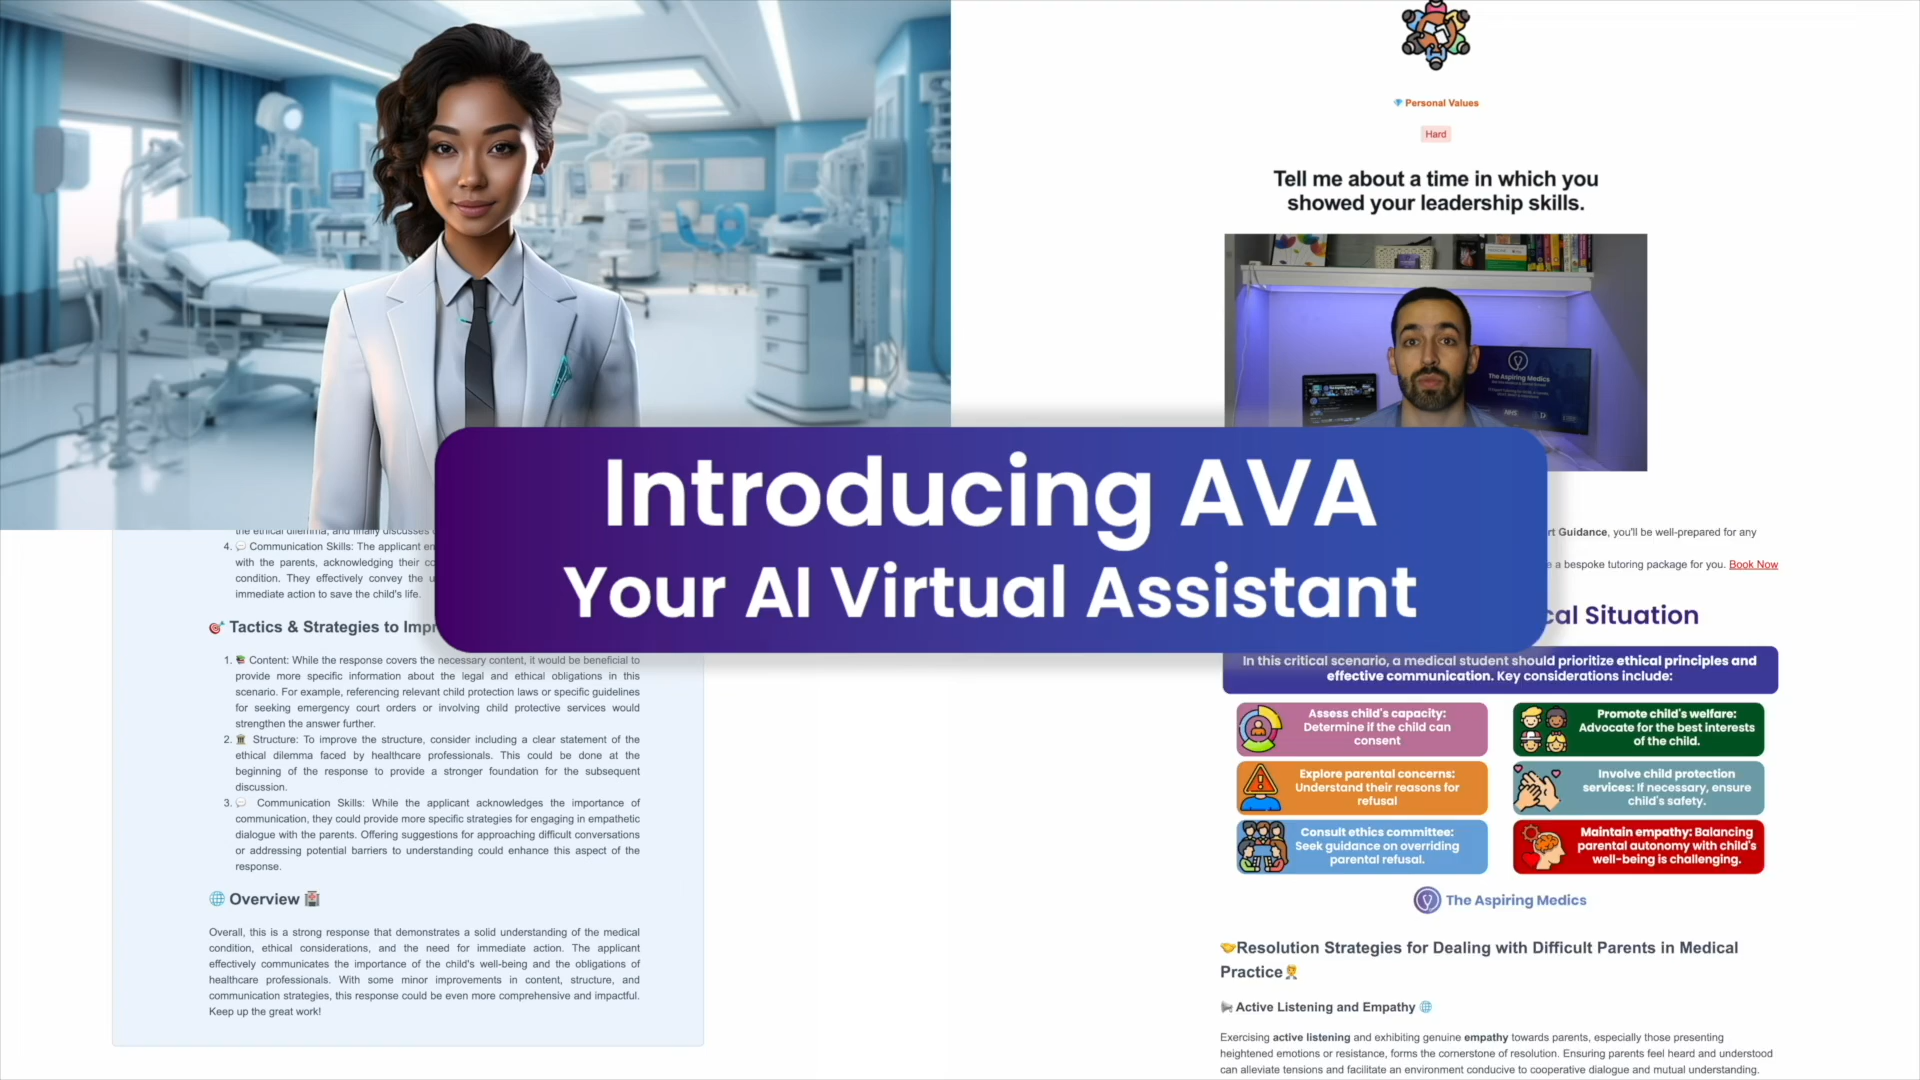 Introducing AVA
Your AI Virtual Assistant
the ethical dilemma, and finally discusses
4. 💬 Communication Skills: The applicant
with the parents, acknowledging their
condition. They effectively convey the
immediate action to save the child's life.
🎯 Tactics & Strategies to
1. 📚 Content: While the response covers the necessary content, it would be beneficial to
provide more specific information about the legal and ethical obligations in this
scenario. For example, referencing relevant child protection laws or specific guidelines
for seeking emergency court orders or involving child protective services would
strengthen the answer further.
2. 🏛 Structure: To improve the structure, consider including a clear statement of the
ethical dilemma faced by healthcare professionals. This could be done at the
beginning of the response to provide a stronger foundation for the subsequent
discussion.
3. 💬 Communication Skills: While the applicant acknowledges the importance of
communication, they could provide more specific strategies for engaging in empathetic
dialogue with the parents. Offering suggestions for approaching difficult conversations
or addressing potential barriers to understanding could enhance this aspect of the
response.
🌐 Overview 🏥
Overall, this is a strong response that demonstrates a solid understanding of the medical
condition, ethical considerations, and the need for immediate action. The applicant
effectively communicates the importance of the child's well-being and the obligations of
healthcare professionals. With some minor improvements in content, structure, and
communication strategies, this response could be even more comprehensive and impactful.
Keep up the great work!
💎 Personal Values
Hard
Tell me about a time in which you
showed your leadership skills.
The Aspiring Medics
NHS
Guidance, you'll be well-prepared for any
a bespoke tutoring package for you. Book Now
Situation
In this critical scenario, a medical student should prioritize ethical principles and
effective communication. Key considerations include:
Assess child's capacity:
Determine if the child can
consent
Promote child's welfare:
Advocate for the best interests
of the child.
Explore parental concerns:
Understand their reasons for
refusal
Involve child protection
services: If necessary, ensure
child's safety.
Consult ethics committee:
Seek guidance on overriding
parental refusal.
Maintain empathy: Balancing
parental autonomy with child's
well-being is challenging.
The Aspiring Medics
🤝Resolution Strategies for Dealing with Difficult Parents in Medical
Practice👨‍⚕️
📢 Active Listening and Empathy 🌐
Exercising active listening and exhibiting genuine empathy towards parents, especially those presenting
heightened emotions or resistance, forms the cornerstone of resolution. Ensuring parents feel heard and understood
can alleviate tensions and facilitate an environment conducive to cooperative dialogue and mutual understanding.